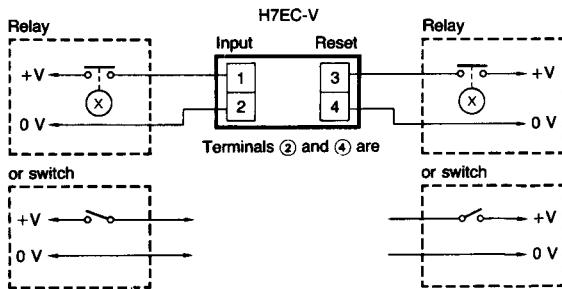 H7EC-V
Relay
Input
Reset
Relay
+V
X
1
3
X
+V
0 V
2
4
0 V
Terminals ② and ④ are
or switch
or switch
+V
+V
0 V
0 V